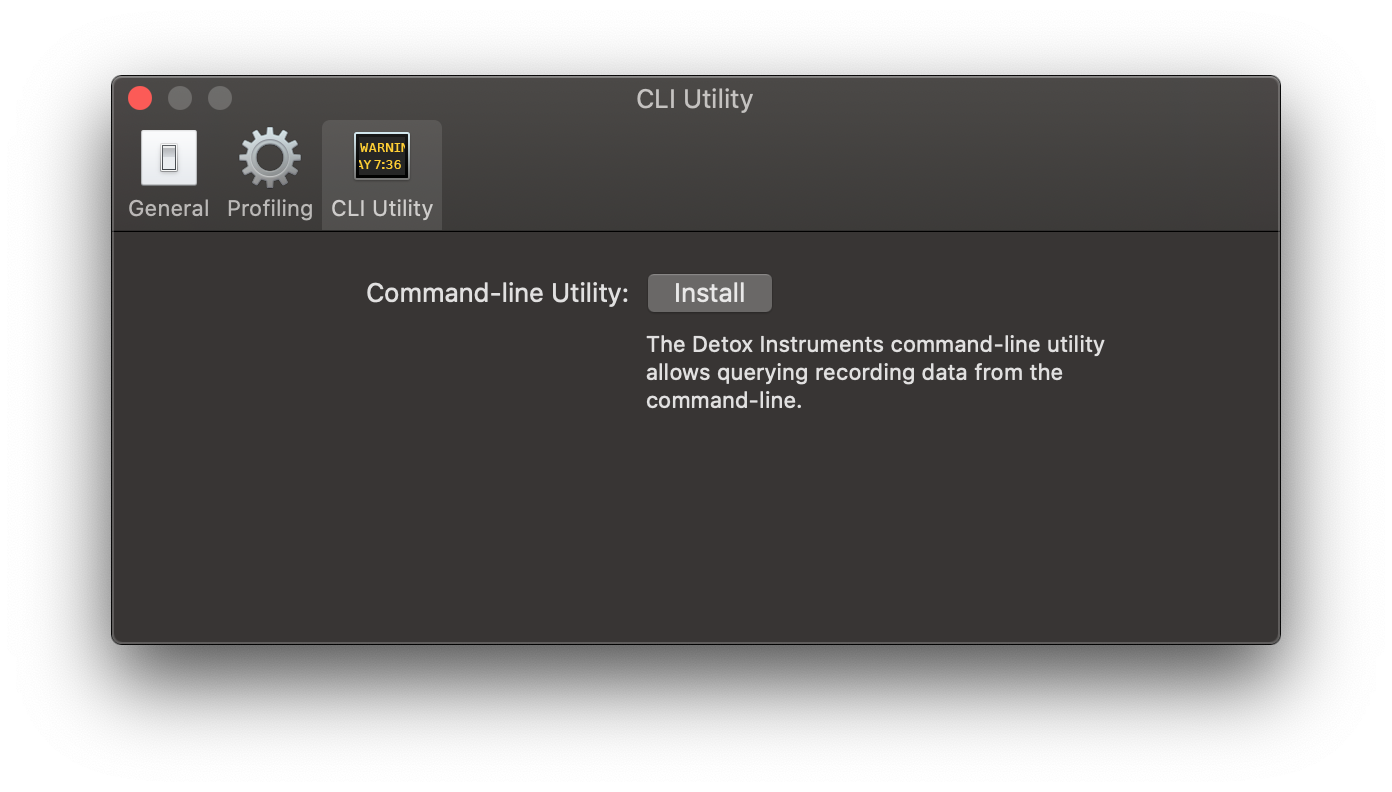 CLI Utility
WARNIN
AY 7:36
General
Profiling
CLI Utility
Command-line Utility:
Install
The Detox Instruments command-line utility
allows querying recording data from the
command-line.